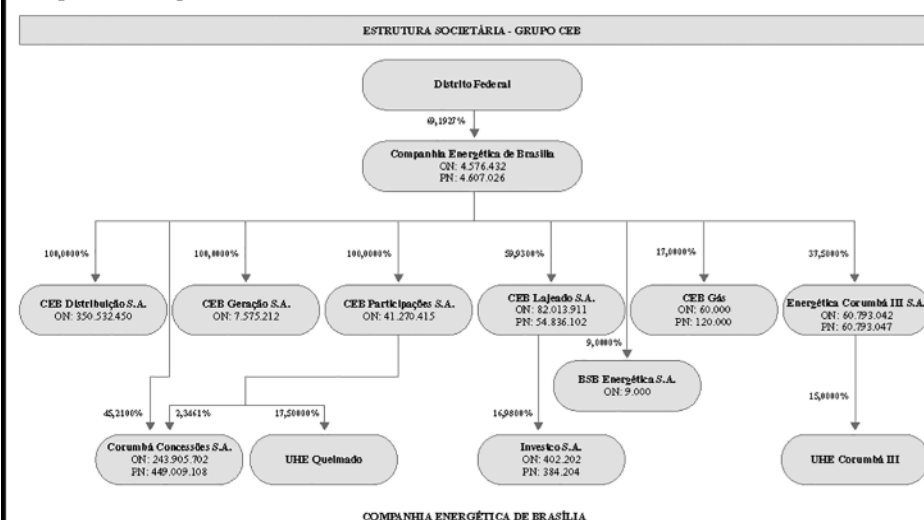 ESTRUTURA SOCIETÁRIA - GRUPO CEB
Distrito Federal
69,1927%
Companhia Energética de Brasília
ON: 4.576.432
PN: 4.607.026
100,0000%
100,0000%
100,0000%
59,9300%
17,0000%
37,5000%
CEB Distribuição S.A.
ON: 350.532.450
CEB Geração S.A.
ON: 7.575.212
CEB Participações S.A.
ON: 41.270.415
CEB Lajeado S.A.
ON: 82.013.911
PN: 54.836.102
CEB Gás
ON: 60.000
PN: 120.000
Energética Corumbá III S.A.
ON: 60.793.042
PN: 60.793.047
9,0000%
BSB Energética S.A.
ON: 9.000
45,2100%
2,3461%
17,50000%
16,9800%
15,0000%
Corumbá Concessões S.A.
ON: 243.905.702
PN: 449.009.108
UHE Queimado
Investco S.A.
ON: 402.202
PN: 384.204
UHE Corumbá III
COMPANHIA ENERGÉTICA DE BRASÍLIA